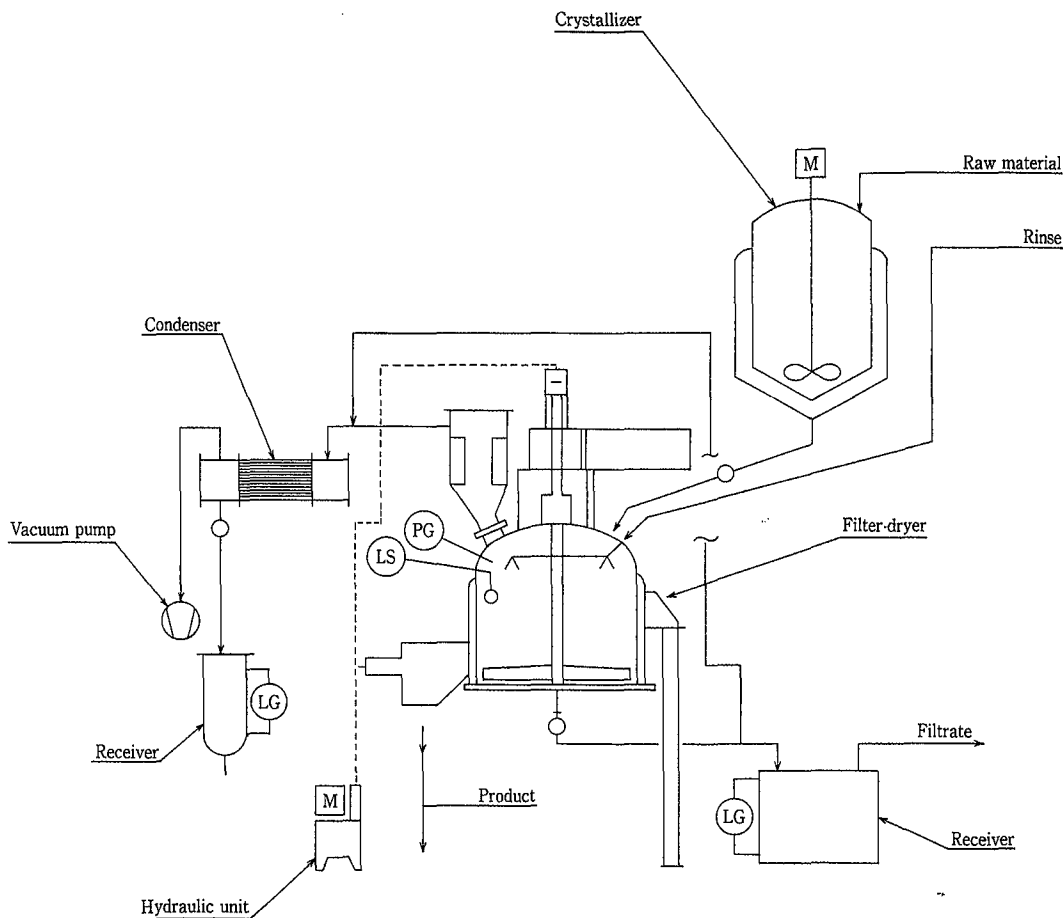 Crystallizer
M
Raw material
Rinse
Condenser
Vacuum pump
PG
LS
Filter-dryer
LG
Receiver
Filtrate
M
Product
LG
Receiver
Hydraulic unit